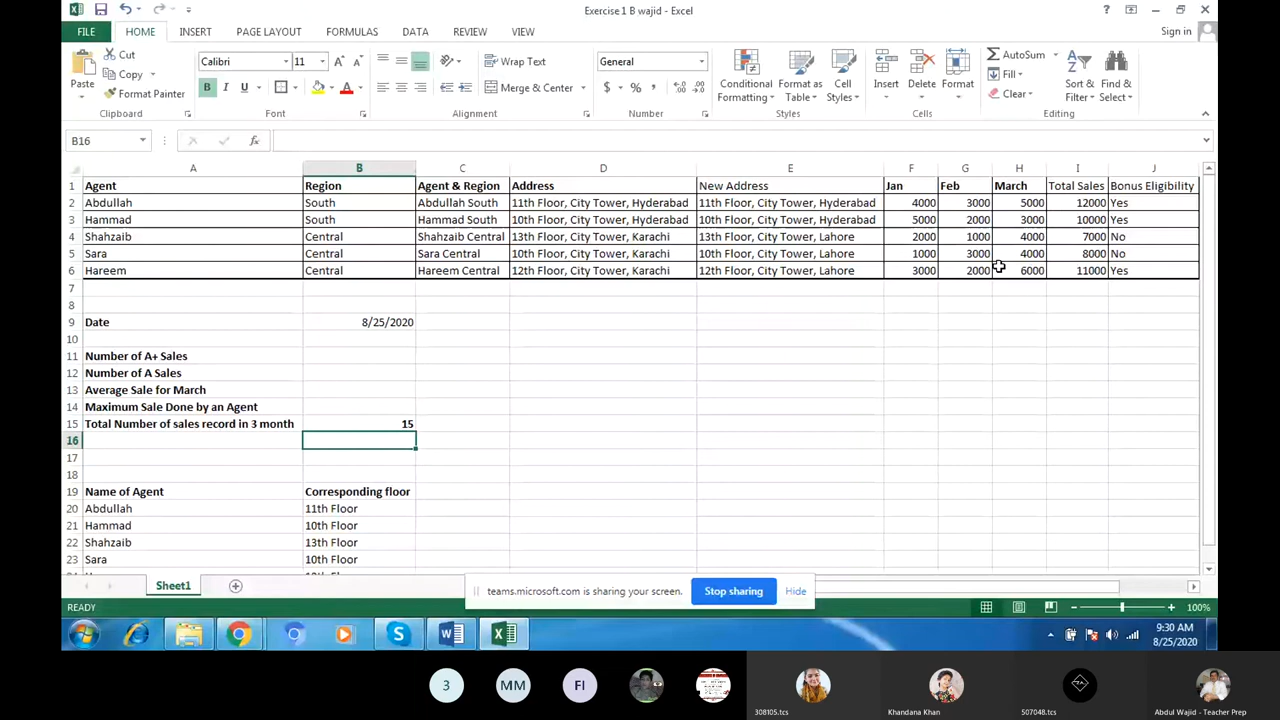 Exercise 1 B wajid - Excel
?
FILE HOME INSERT PAGE LAYOUT FORMULAS DATA REVIEW VIEW Sign in
Paste Cut Copy Format Painter Clipboard
Calibri 11 A A B I U A Font
Wrap Text Merge & Center Alignment
General $ % , Number
Conditional Formatting Format as Table Cell Styles Styles
Insert Delete Format Cells
AutoSum Fill Clear Sort & Filter Find & Select Editing
B16 fx
A B C D E F G H I J
1 Agent Region Agent & Region Address New Address Jan Feb March Total Sales Bonus Eligibility
2 Abdullah South Abdullah South 11th Floor, City Tower, Hyderabad 11th Floor, City Tower, Hyderabad 4000 3000 5000 12000 Yes
3 Hammad South Hammad South 10th Floor, City Tower, Hyderabad 10th Floor, City Tower, Hyderabad 5000 2000 3000 10000 Yes
4 Shahzaib Central Shahzaib Central 13th Floor, City Tower, Karachi 13th Floor, City Tower, Lahore 2000 1000 4000 7000 No
5 Sara Central Sara Central 10th Floor, City Tower, Karachi 10th Floor, City Tower, Lahore 1000 3000 4000 8000 No
6 Hareem Central Hareem Central 12th Floor, City Tower, Karachi 12th Floor, City Tower, Lahore 3000 2000 6000 11000 Yes
7
8
9 Date 8/25/2020
10
11 Number of A+ Sales
12 Number of A Sales
13 Average Sale for March
14 Maximum Sale Done by an Agent
15 Total Number of sales record in 3 month 15
16
17
18
19 Name of Agent Corresponding floor
20 Abdullah 11th Floor
21 Hammad 10th Floor
22 Shahzaib 13th Floor
23 Sara 10th Floor
Sheet1
teams.microsoft.com is sharing your screen. Stop sharing Hide
READY 100%
9:30 AM
8/25/2020
3 MM FI
308105.tcs Khandana Khan 507048.tcs Abdul Wajid - Teacher Prep